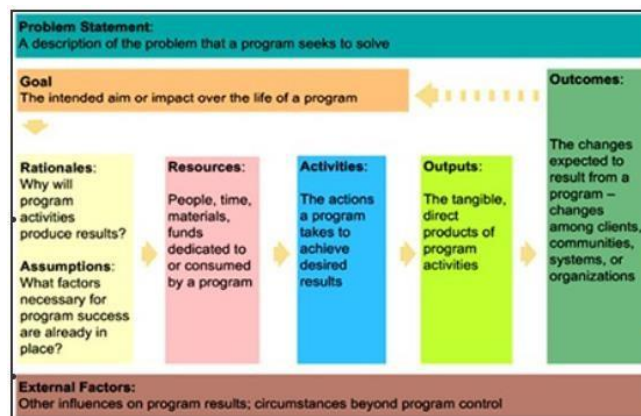 Problem Statement:
A description of the problem that a program seeks to solve
Goal
The intended aim or impact over the life of a program
Rationales:
Why will
program
activities
produce results?
Assumptions:
What factors
necessary for
program success
are already in
place?
Resources:
People, time,
materials,
funds
dedicated to
or consumed
by a program
Activities:
The actions
a program
takes to
achieve
desired
results
Outputs:
The tangible,
direct
products of
program
activities
Outcomes:
The changes
expected to
result from a
program –
changes
among clients,
communities,
systems, or
organizations
External Factors:
Other influences on program results; circumstances beyond program control